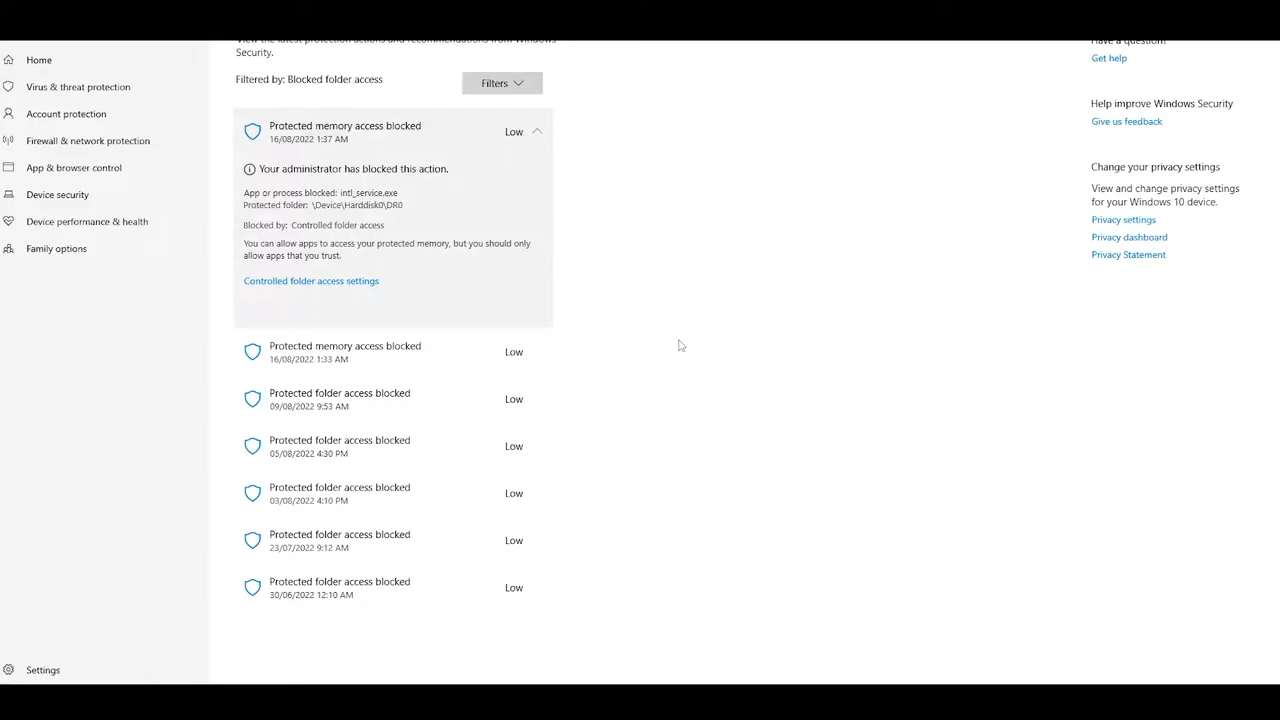 Home
Virus & threat protection
Account protection
Firewall & network protection
App & browser control
Device security
Device performance & health
Family options
Settings
View the latest protection actions and recommendations from Windows
Security.
Filtered by: Blocked folder access
Filters
Protected memory access blocked
16/08/2022 1:37 AM
Low
Your administrator has blocked this action.
App or process blocked: intl_service.exe
Protected folder: \Device\Harddisk0\DR0
Blocked by: Controlled folder access
You can allow apps to access your protected memory, but you should only
allow apps that you trust.
Controlled folder access settings
Protected memory access blocked
16/08/2022 1:33 AM
Low
Protected folder access blocked
09/08/2022 9:53 AM
Low
Protected folder access blocked
05/08/2022 4:30 PM
Low
Protected folder access blocked
03/08/2022 4:10 PM
Low
Protected folder access blocked
23/07/2022 9:12 AM
Low
Protected folder access blocked
30/06/2022 12:10 AM
Low
Have a question?
Get help
Help improve Windows Security
Give us feedback
Change your privacy settings
View and change privacy settings
for your Windows 10 device.
Privacy settings
Privacy dashboard
Privacy Statement